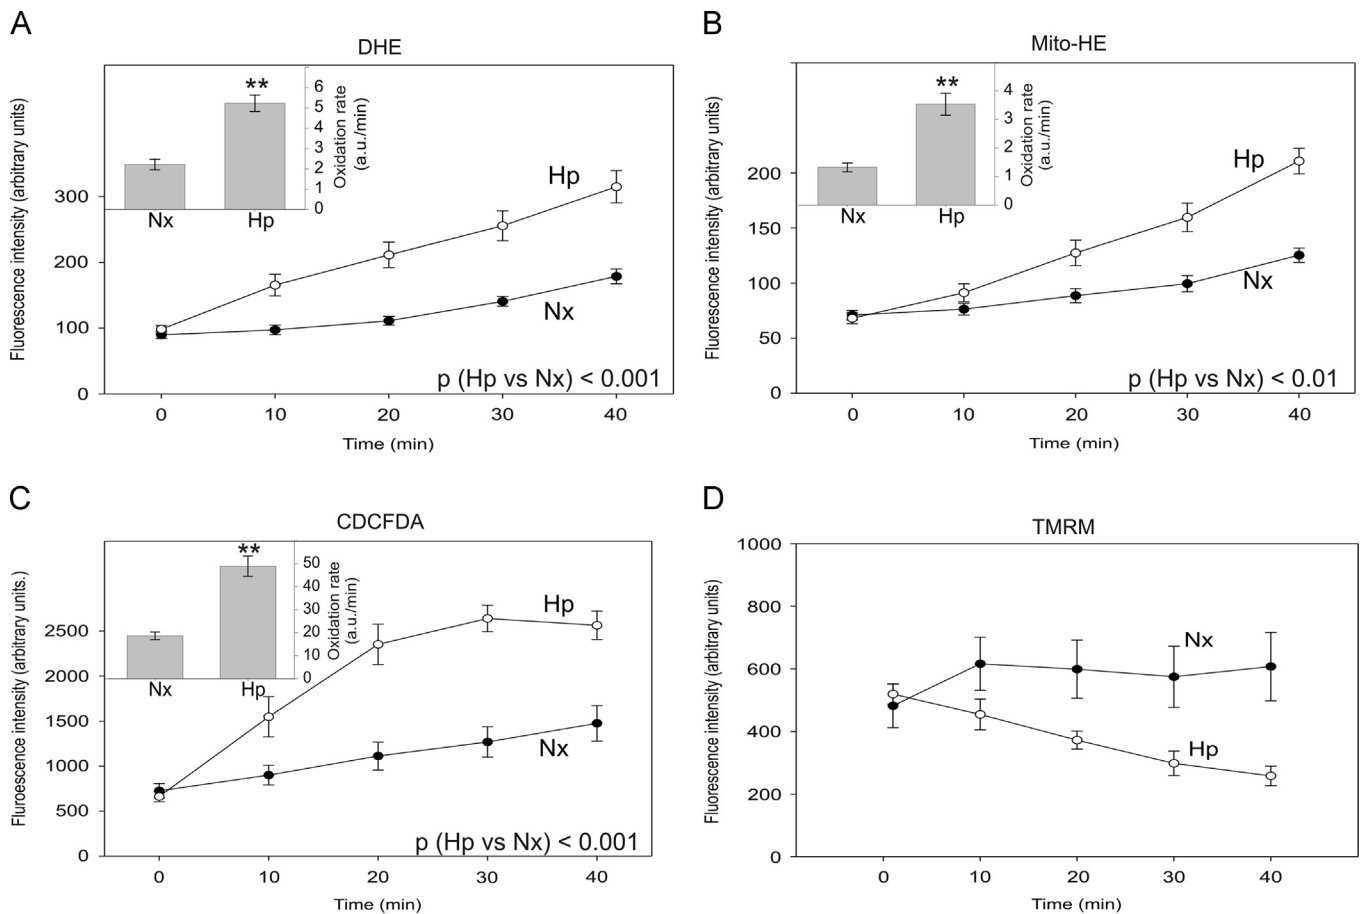 A
DHE
Fluorescence intensity (arbitrary units)
300
200
100
0
**
6
5
4
3
2
1
0
Oxidation rate
(a.u./min)
Nx
Hp
Hp
Nx
p (Hp vs Nx) < 0.001
0 10 20 30 40
Time (min)
B
Mito-HE
Fluorescence intensity (arbitrary units)
200
150
100
50
0
**
4
3
2
1
0
Oxidation rate
(a.u./min)
Nx
Hp
Hp
Nx
p (Hp vs Nx) < 0.01
0 10 20 30 40
Time (min)
C
CDCFDA
Fluroescence intensity (arbitrary units.)
2500
2000
1500
1000
500
0
**
50
40
30
20
10
0
Oxidation rate
(a.u./min)
Nx
Hp
Hp
Nx
p (Hp vs Nx) < 0.001
0 10 20 30 40
Time (min)
D
TMRM
Fluorescence intensity (arbitrary units)
1000
800
600
400
200
0
Nx
Hp
0 10 20 30 40
Time (min)